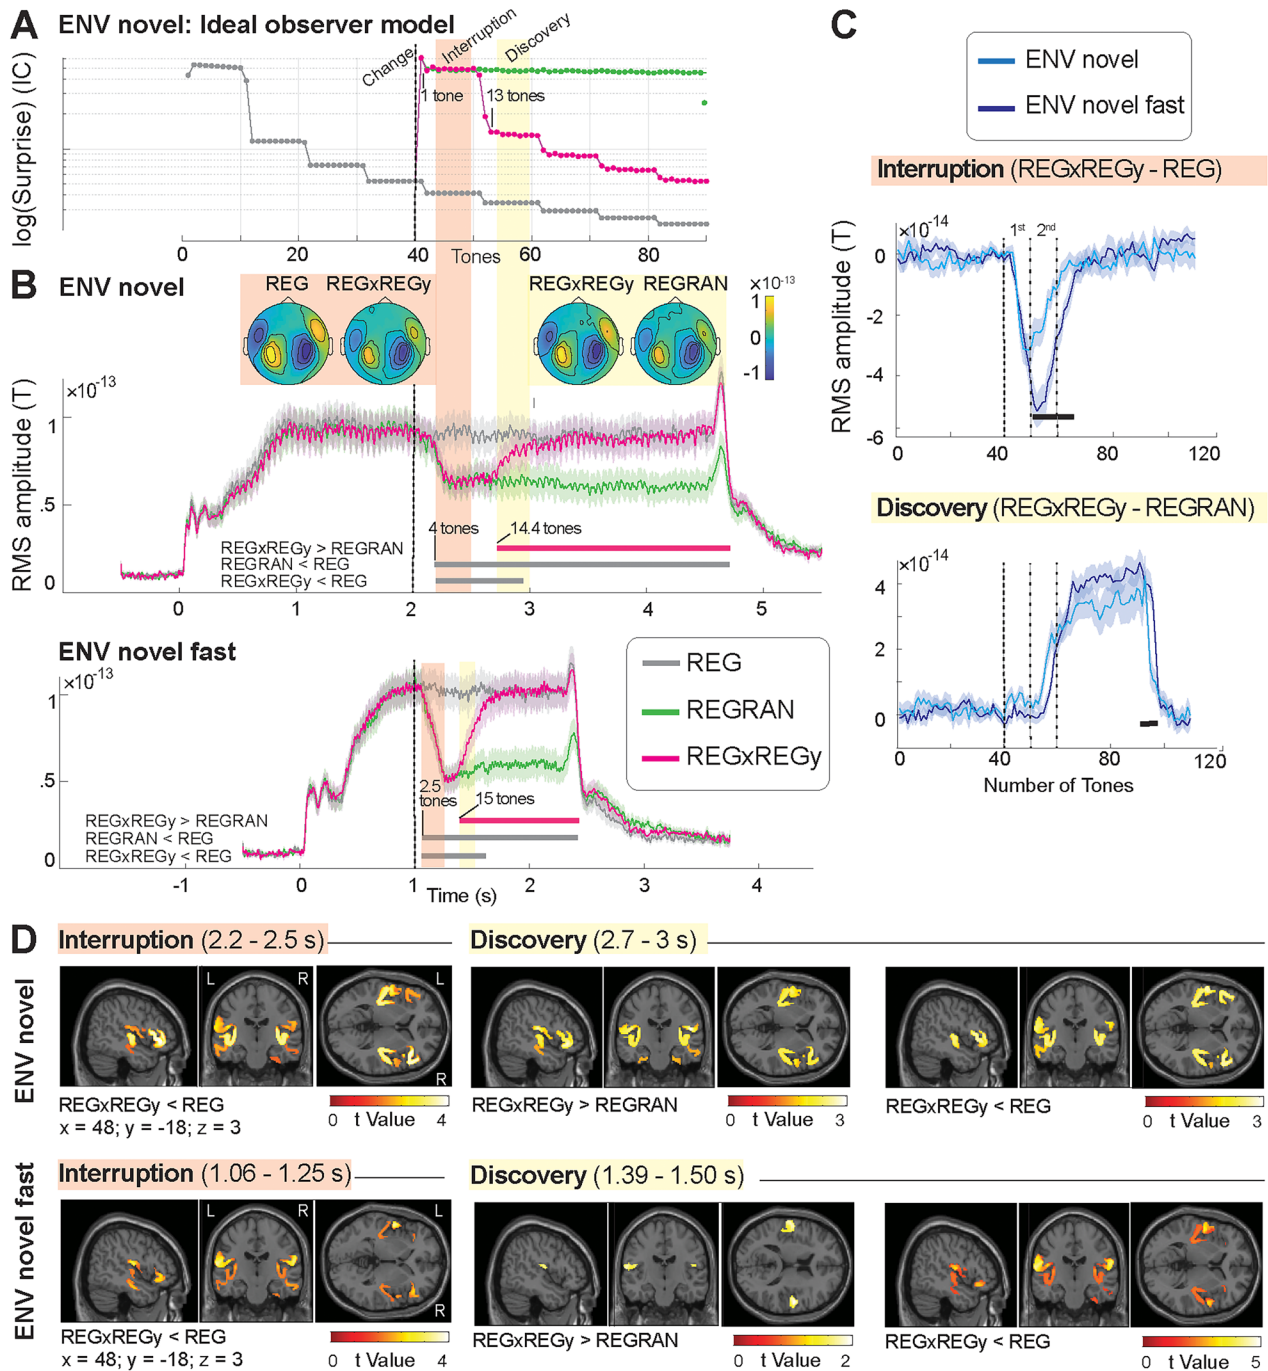 A ENV novel: Ideal observer model
log(Surprise) (IC)
Change
Interruption
Discovery
1 tone
13 tones
0 20 40 60 80
Tones
B ENV novel
REG REGxREGy
REGxREGy REGRAN
×10⁻¹³
1
0
-1
RMS amplitude (T)
×10⁻¹³
1
.5
0
4 tones
14.4 tones
REGxREGy > REGRAN
REGRAN < REG
REGxREGy < REG
0 1 2 3 4 5
ENV novel fast
×10⁻¹³
1
.5
0
2.5
tones
15 tones
REGxREGy > REGRAN
REGRAN < REG
REGxREGy < REG
-1 0 1 2 3 4
Time (s)
REG
REGRAN
REGxREGy
C
ENV novel
ENV novel fast
Interruption (REGxREGy - REG)
×10⁻¹⁴
1st 2nd
RMS amplitude (T)
0
-2
-4
-6
0 40 80 120
Discovery (REGxREGy - REGRAN)
×10⁻¹⁴
4
2
0
0 40 80 120
Number of Tones
D Interruption (2.2 - 2.5 s)
Discovery (2.7 - 3 s)
ENV novel
L R L
R
REGxREGy < REG
x = 48; y = -18; z = 3
0 t Value 4
REGxREGy > REGRAN
0 t Value 3
REGxREGy < REG
0 t Value 3
Interruption (1.06 - 1.25 s)
Discovery (1.39 - 1.50 s)
ENV novel fast
L R L
R
REGxREGy < REG
x = 48; y = -18; z = 3
0 t Value 4
REGxREGy > REGRAN
0 t Value 2
REGxREGy < REG
0 t Value 5